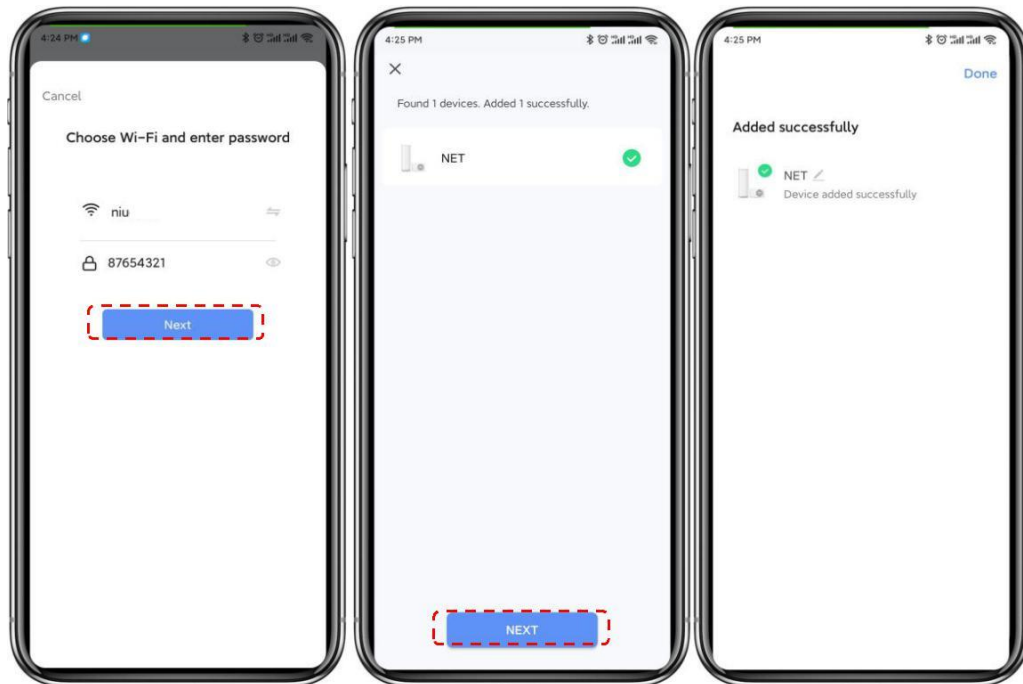 4:24 PM
Cancel
Choose Wi-Fi and enter password
niu
87654321
Next
4:25 PM
Found 1 devices. Added 1 successfully.
NET
NEXT
4:25 PM
Done
Added successfully
NET
Device added successfully